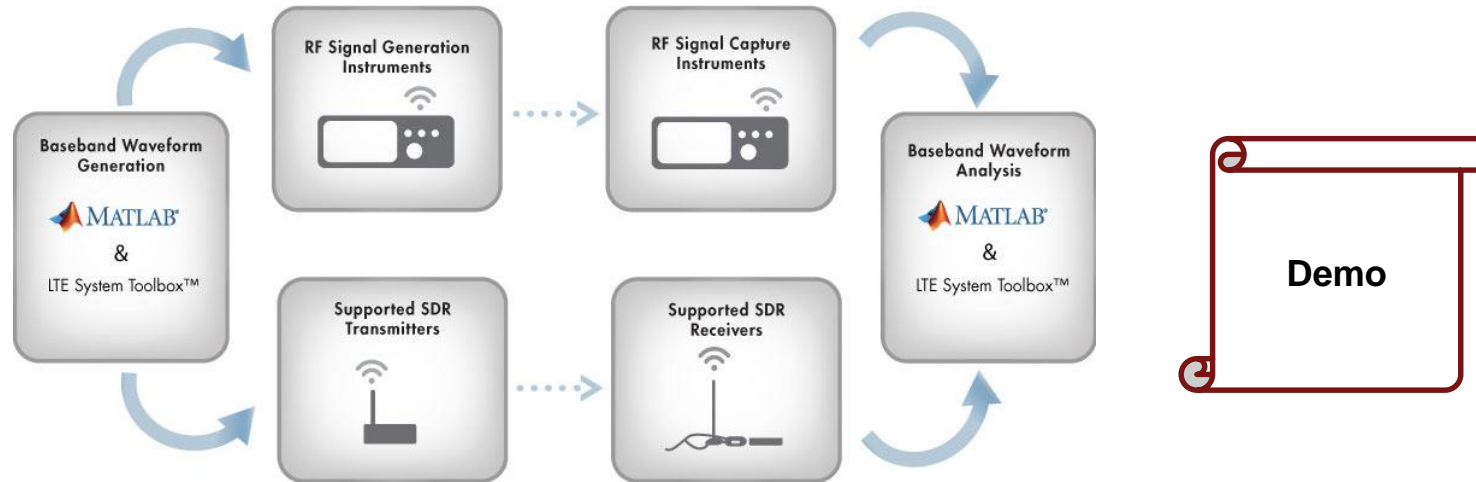 RF Signal Generation
Instruments
RF Signal Capture
Instruments
Baseband Waveform
Generation
MATLAB®
&
LTE System Toolbox™
Baseband Waveform
Analysis
MATLAB®
&
LTE System Toolbox™
Supported SDR
Transmitters
Supported SDR
Receivers
Demo